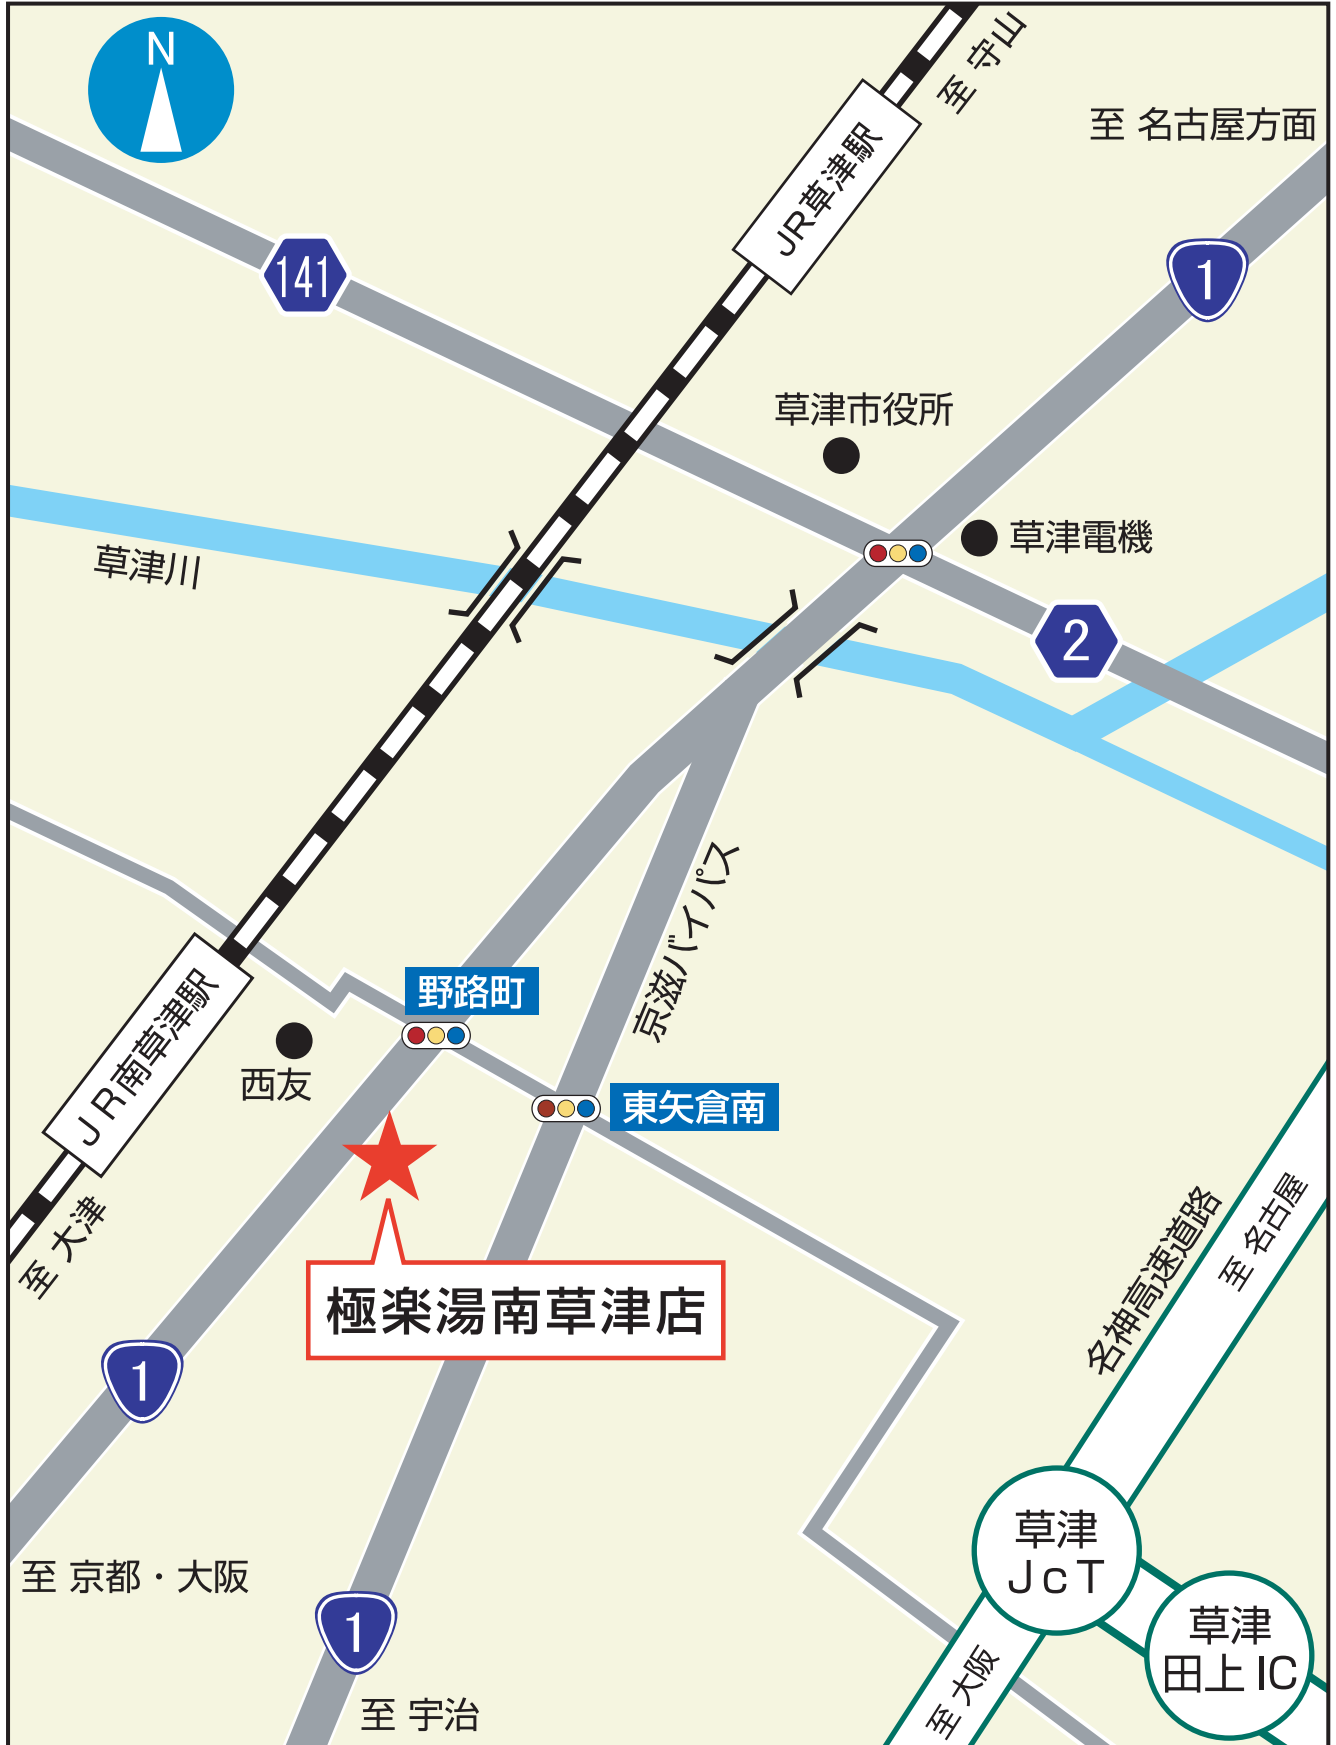 N
至 守山
至 名古屋方面
JR草津駅
141
1
草津市役所
草津電機
草津川
2
京滋バイパス
野路町
JR南草津駅
西友
東矢倉南
至 大津
名神高速道路
至 名古屋
極楽湯南草津店
1
草津
JcT
至 京都・大阪
1
草津
田上IC
至 大阪
至 宇治